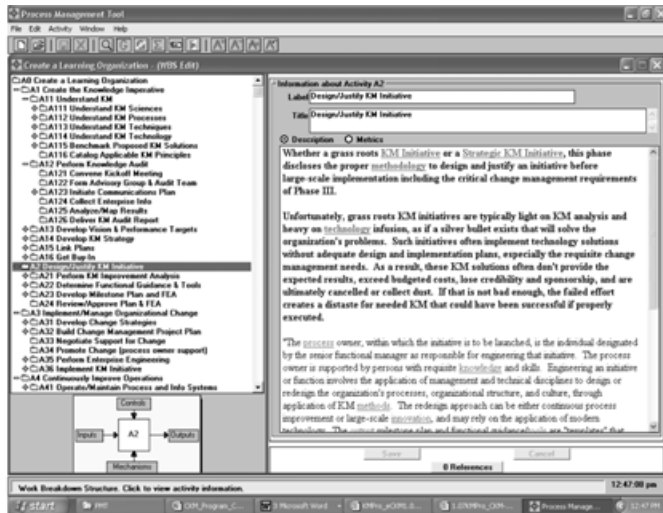 Process Management Tool
File Edit Activity Window Help
Create a Learning Organization - (WBS Edit)
A0 Create a Learning Organization
A1 Create the Knowledge Imperative
A11 Understand KM
A111 Understand KM Sciences
A112 Understand KM Processes
A113 Understand KM Techniques
A114 Understand KM Technology
A115 Benchmark Proposed KM Solutions
A116 Catalog Applicable KM Principles
A12 Perform Knowledge Audit
A121 Convene Kickoff Meeting
A122 Form Advisory Group & Audit Team
A123 Initiate Communications Plan
A124 Collect Enterprise Info
A125 Analyze/Map Results
A126 Deliver KM Audit Report
A13 Develop Vision & Performance Targets
A14 Develop KM Strategy
A15 Link Plans
A16 Get Buy-In
A2 Design/Justify KM Initiative
A21 Perform KM Improvement Analysis
A22 Determine Functional Guidance & Tools
A23 Develop Milestone Plan and FEA
A24 Review/Approve Plan & FEA
A3 Implement/Manage Organizational Change
A31 Develop Change Strategies
A32 Build Change Management Project Plan
A33 Negotiate Support for Change
A34 Promote Change (process owner support)
A35 Perform Enterprise Engineering
A36 Implement KM Initiative
A4 Continuously Improve Operations
A41 Operate/Maintain Process and Info Systems
Controls
Inputs A2 Outputs
Mechanisms
Information about Activity A2
Label Design/Justify KM Initiative
Title Design/Justify KM Initiative
Description Metrics
Whether a grass roots KM Initiative or a Strategic KM Initiative, this phase
discloses the proper methodology to design and justify an initiative before
large-scale implementation including the critical change management requirements
of Phase III.
Unfortunately, grass roots KM initiatives are typically light on KM analysis and
heavy on technology infusion, as if a silver bullet exists that will solve the
organization's problems. Such initiatives often implement technology solutions
without adequate design and implementation plans, especially the requisite change
management needs. As a result, these KM solutions often don't provide the
expected results, exceed budgeted costs, lose credibility and sponsorship, and are
ultimately cancelled or collect dust. If that is not bad enough, the failed effort
creates a distaste for needed KM that could have been successful if properly
executed.
"The process owner, within which the initiative is to be launched, is the individual designated
by the senior functional manager as responsible for engineering that initiative. The process
owner is supported by persons with requisite knowledge and skills. Engineering an initiative
or function involves the application of management and technical disciplines to design or
redesign the organization's processes, organizational structure, and culture, through
application of KM methods. The redesign approach can be either continuous process
improvement or large-scale innovation, and may rely on the application of modern
technology. The output milestone plan and functional guidance/tools are "templates" that
Save Cancel
0 References
Work Breakdown Structure. Click to view activity information. 12:47:08 pm
start PMT CKM_Program_C... 3 Microsoft Word Process Manage... 12:47 PM